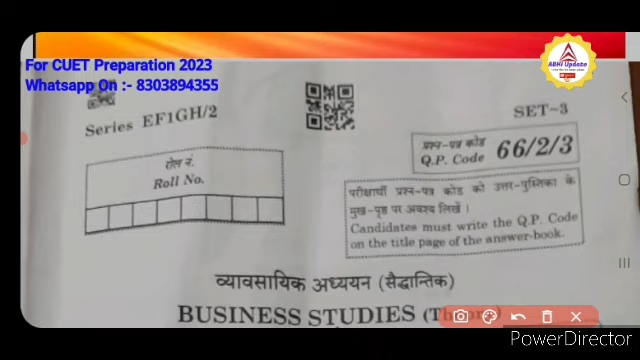 For CUET Preparation 2023
Whatsapp On :- 8303894355
ABHI Update
Series EF1GH/2
SET-3
रोल नं.
Roll No.
प्रश्न-पत्र कोड
Q.P. Code 66/2/3
परीक्षार्थी प्रश्न-पत्र कोड को उत्तर-पुस्तिका के
मुख-पृष्ठ पर अवश्य लिखें ।
Candidates must write the Q.P. Code
on the title page of the answer-book.
व्यावसायिक अध्ययन (सैद्धान्तिक)
BUSINESS STUDIES
PowerDirector